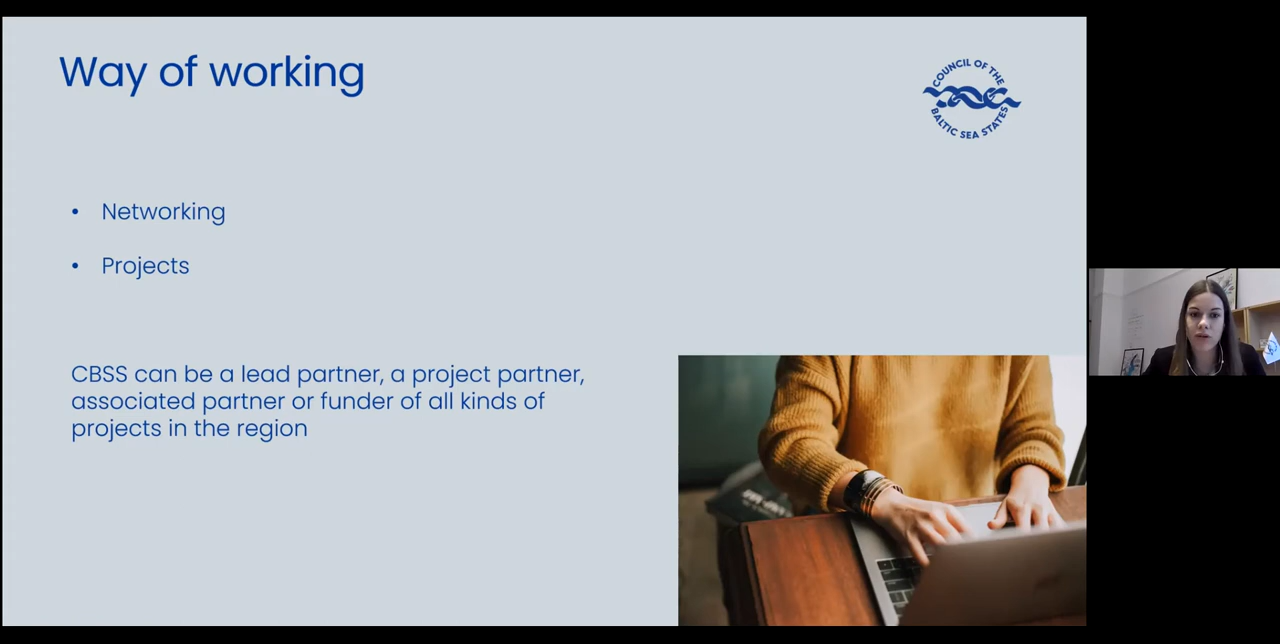 Way of working
COUNCIL OF THE
BALTIC SEA STATES
• Networking
• Projects
CBSS can be a lead partner, a project partner,
associated partner or funder of all kinds of
projects in the region